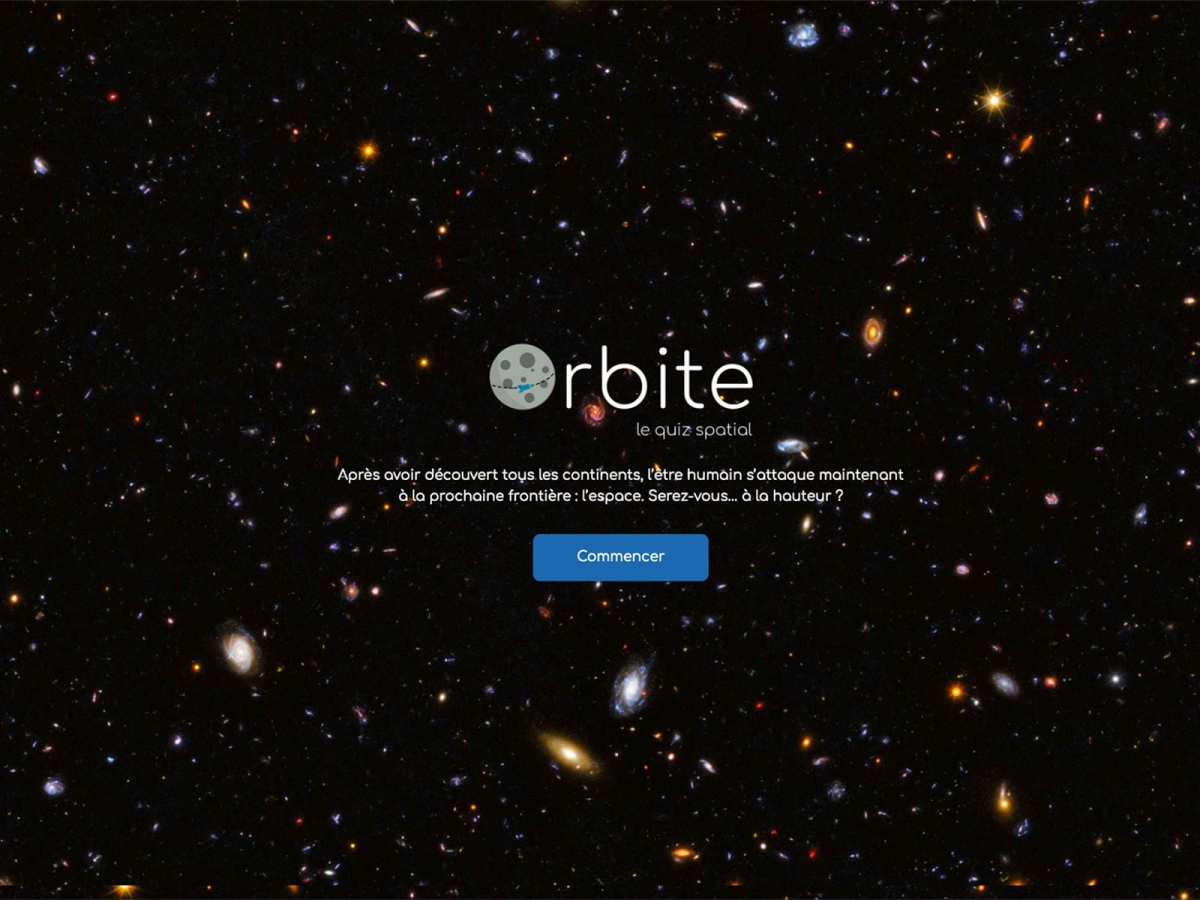 Orbite
le quiz spatial
Après avoir découvert tous les continents, l'être humain s'attaque maintenant
à la prochaine frontière : l'espace. Serez-vous... à la hauteur ?
Commencer